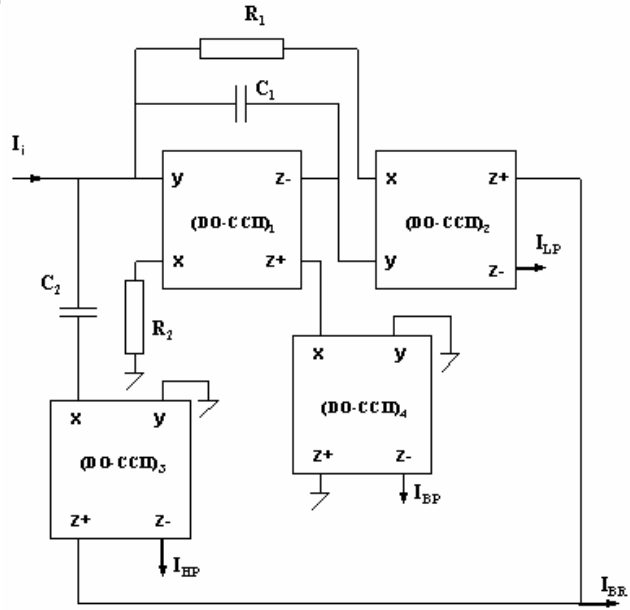 R1
C1
Ii
y
z-
(DO-CCII)1
x
z+
x
z+
(DO-CCII)2
y
z-
ILP
C2
R2
x
y
(DO-CCII)4
z+
z-
IBP
x
y
(DO-CCII)3
z+
z-
IHP
IBR